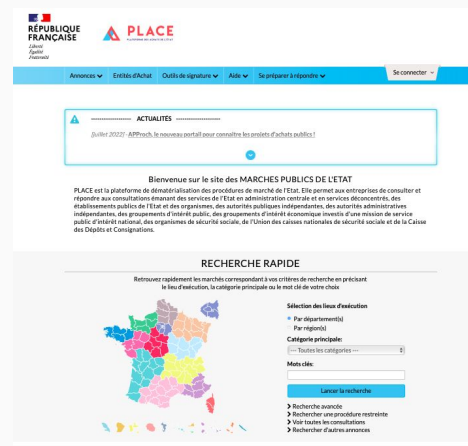 RÉPUBLIQUE
FRANÇAISE
Liberté
Égalité
Fraternité
PLACE
PLATEFORME DES ACHATS DE L'ETAT
Annonces Entités d'Achat Outils de signature Aide Se préparer à répondre Se connecter
------------------ ACTUALITÉS ------------------
[juillet 2022] - APProch, le nouveau portail pour connaître les projets d'achats publics !
Bienvenue sur le site des MARCHES PUBLICS DE L'ETAT
PLACE est la plateforme de dématérialisation des procédures de marché de l'Etat. Elle permet aux entreprises de consulter et
répondre aux consultations émanant des services de l'Etat en administration centrale et en services déconcentrés, des
établissements publics de l'Etat et des organismes, des autorités publiques indépendantes, des autorités administratives
indépendantes, des groupements d'intérêt public, des groupements d'intérêt économique investis d'une mission de service
public d'intérêt national, des organismes de sécurité sociale, de l'Union des caisses nationales de sécurité sociale et de la Caisse
des Dépôts et Consignations.
RECHERCHE RAPIDE
Retrouvez rapidement les marchés correspondant à vos critères de recherche en précisant
le lieu d'exécution, la catégorie principale ou le mot clé de votre choix
Sélection des lieux d'exécution
Par département(s)
Par région(s)
Catégorie principale:
--- Toutes les catégories ---
Mots clés:
Lancer la recherche
Recherche avancée
Rechercher une procédure restreinte
Voir toutes les consultations
Rechercher d'autres annonces